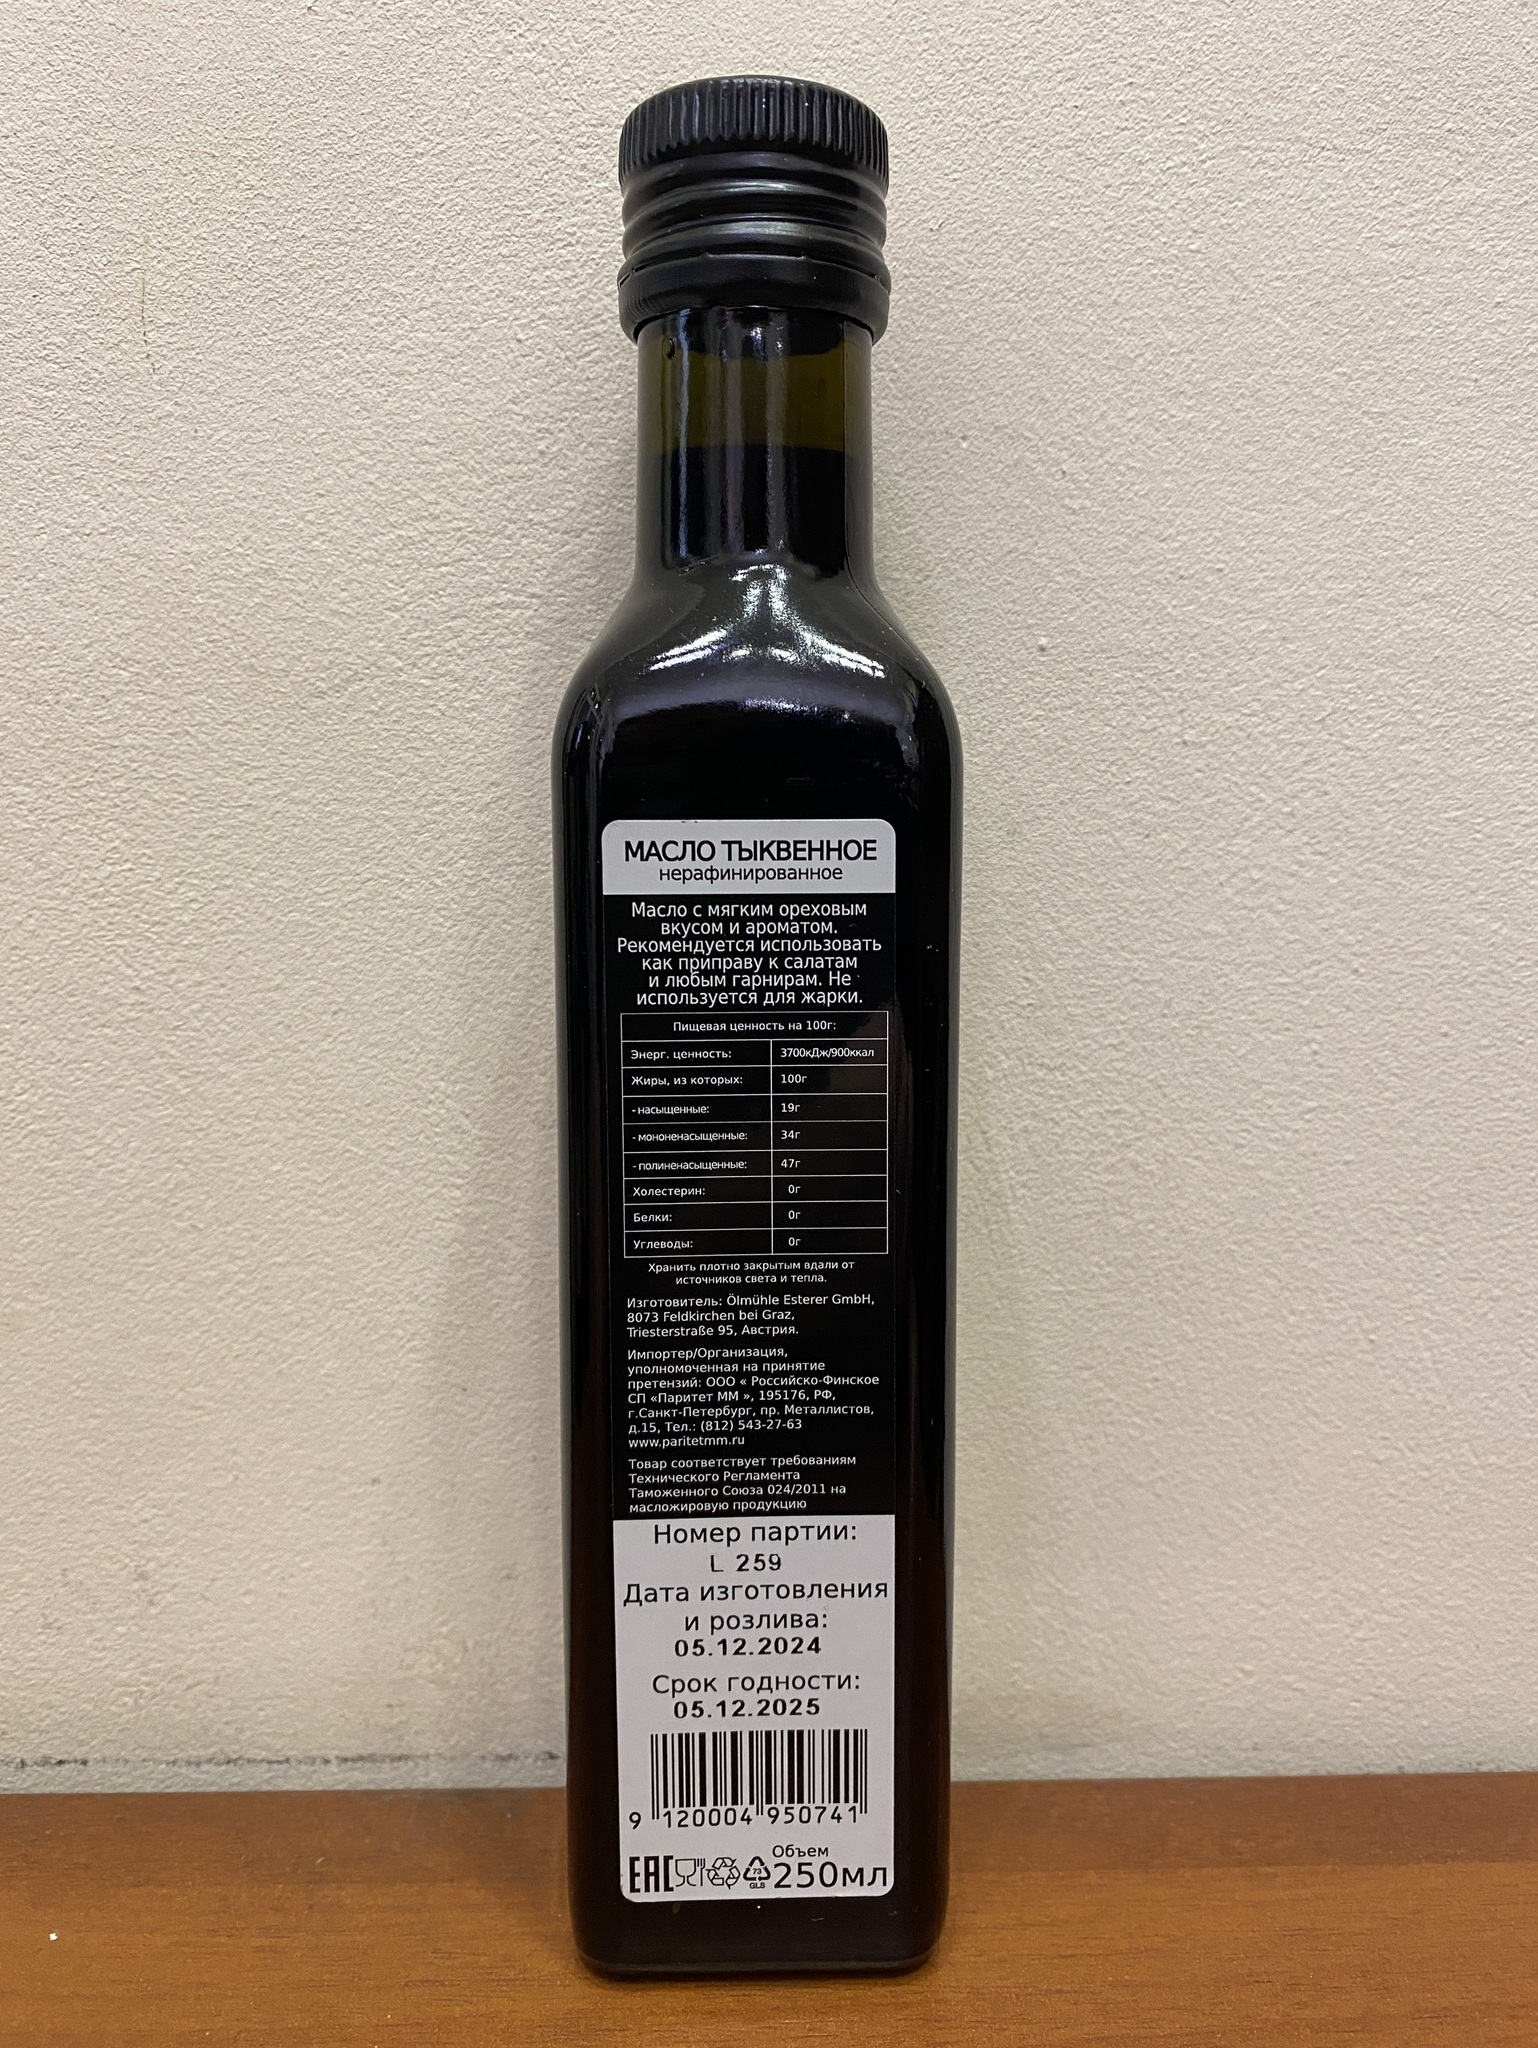 МАСЛО ТЫКВЕННОЕ
нерафинированное
Масло с мягким ореховым
вкусом и ароматом.
Рекомендуется использовать
как приправу к салатам
и любым гарнирам. Не
используется для жарки.
Пищевая ценность на 100г:
Энерг. ценность: 3700кДж/900ккал
Жиры, из которых: 100г
- насыщенные: 19г
- мононенасыщенные: 34г
- полиненасыщенные: 47г
Холестерин: 0г
Белки: 0г
Углеводы: 0г
Хранить плотно закрытым вдали от
источников света и тепла.
Изготовитель: Ölmühle Esterer GmbH,
8073 Feldkirchen bei Graz,
Triesterstraße 95, Австрия.
Импортер/Организация,
уполномоченная на принятие
претензий: ООО « Российско-Финское
СП «Паритет ММ », 195176, РФ,
г.Санкт-Петербург, пр. Металлистов,
д.15, Тел.: (812) 543-27-63
www.paritetmm.ru
Товар соответствует требованиям
Технического Регламента
Таможенного Союза 024/2011 на
масложировую продукцию
Номер партии:
L 259
Дата изготовления
и розлива:
05.12.2024
Срок годности:
05.12.2025
9 120004 950741
Объем
EAC 73 GLS 250мл